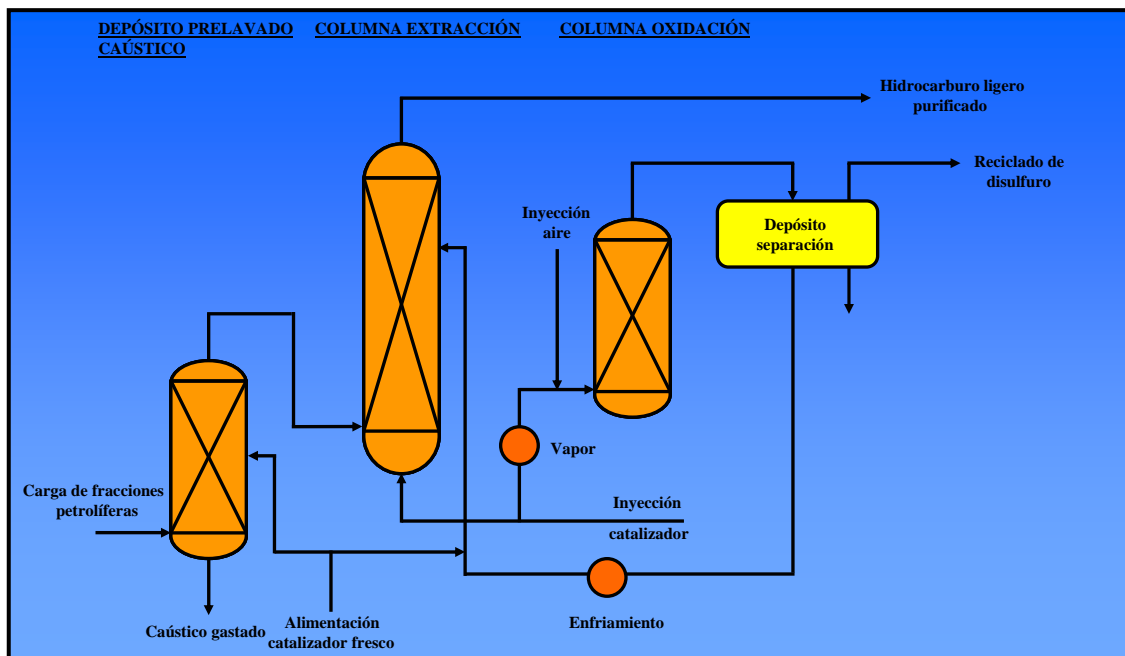 DEPÓSITO PRELAVADO
CAÚSTICO
COLUMNA EXTRACCIÓN
COLUMNA OXIDACIÓN
Hidrocarburo ligero
purificado
Reciclado de
disulfuro
Inyección
aire
Depósito
separación
Vapor
Carga de fracciones
petrolíferas
Inyección
catalizador
Caústico gastado
Alimentación
catalizador fresco
Enfriamiento